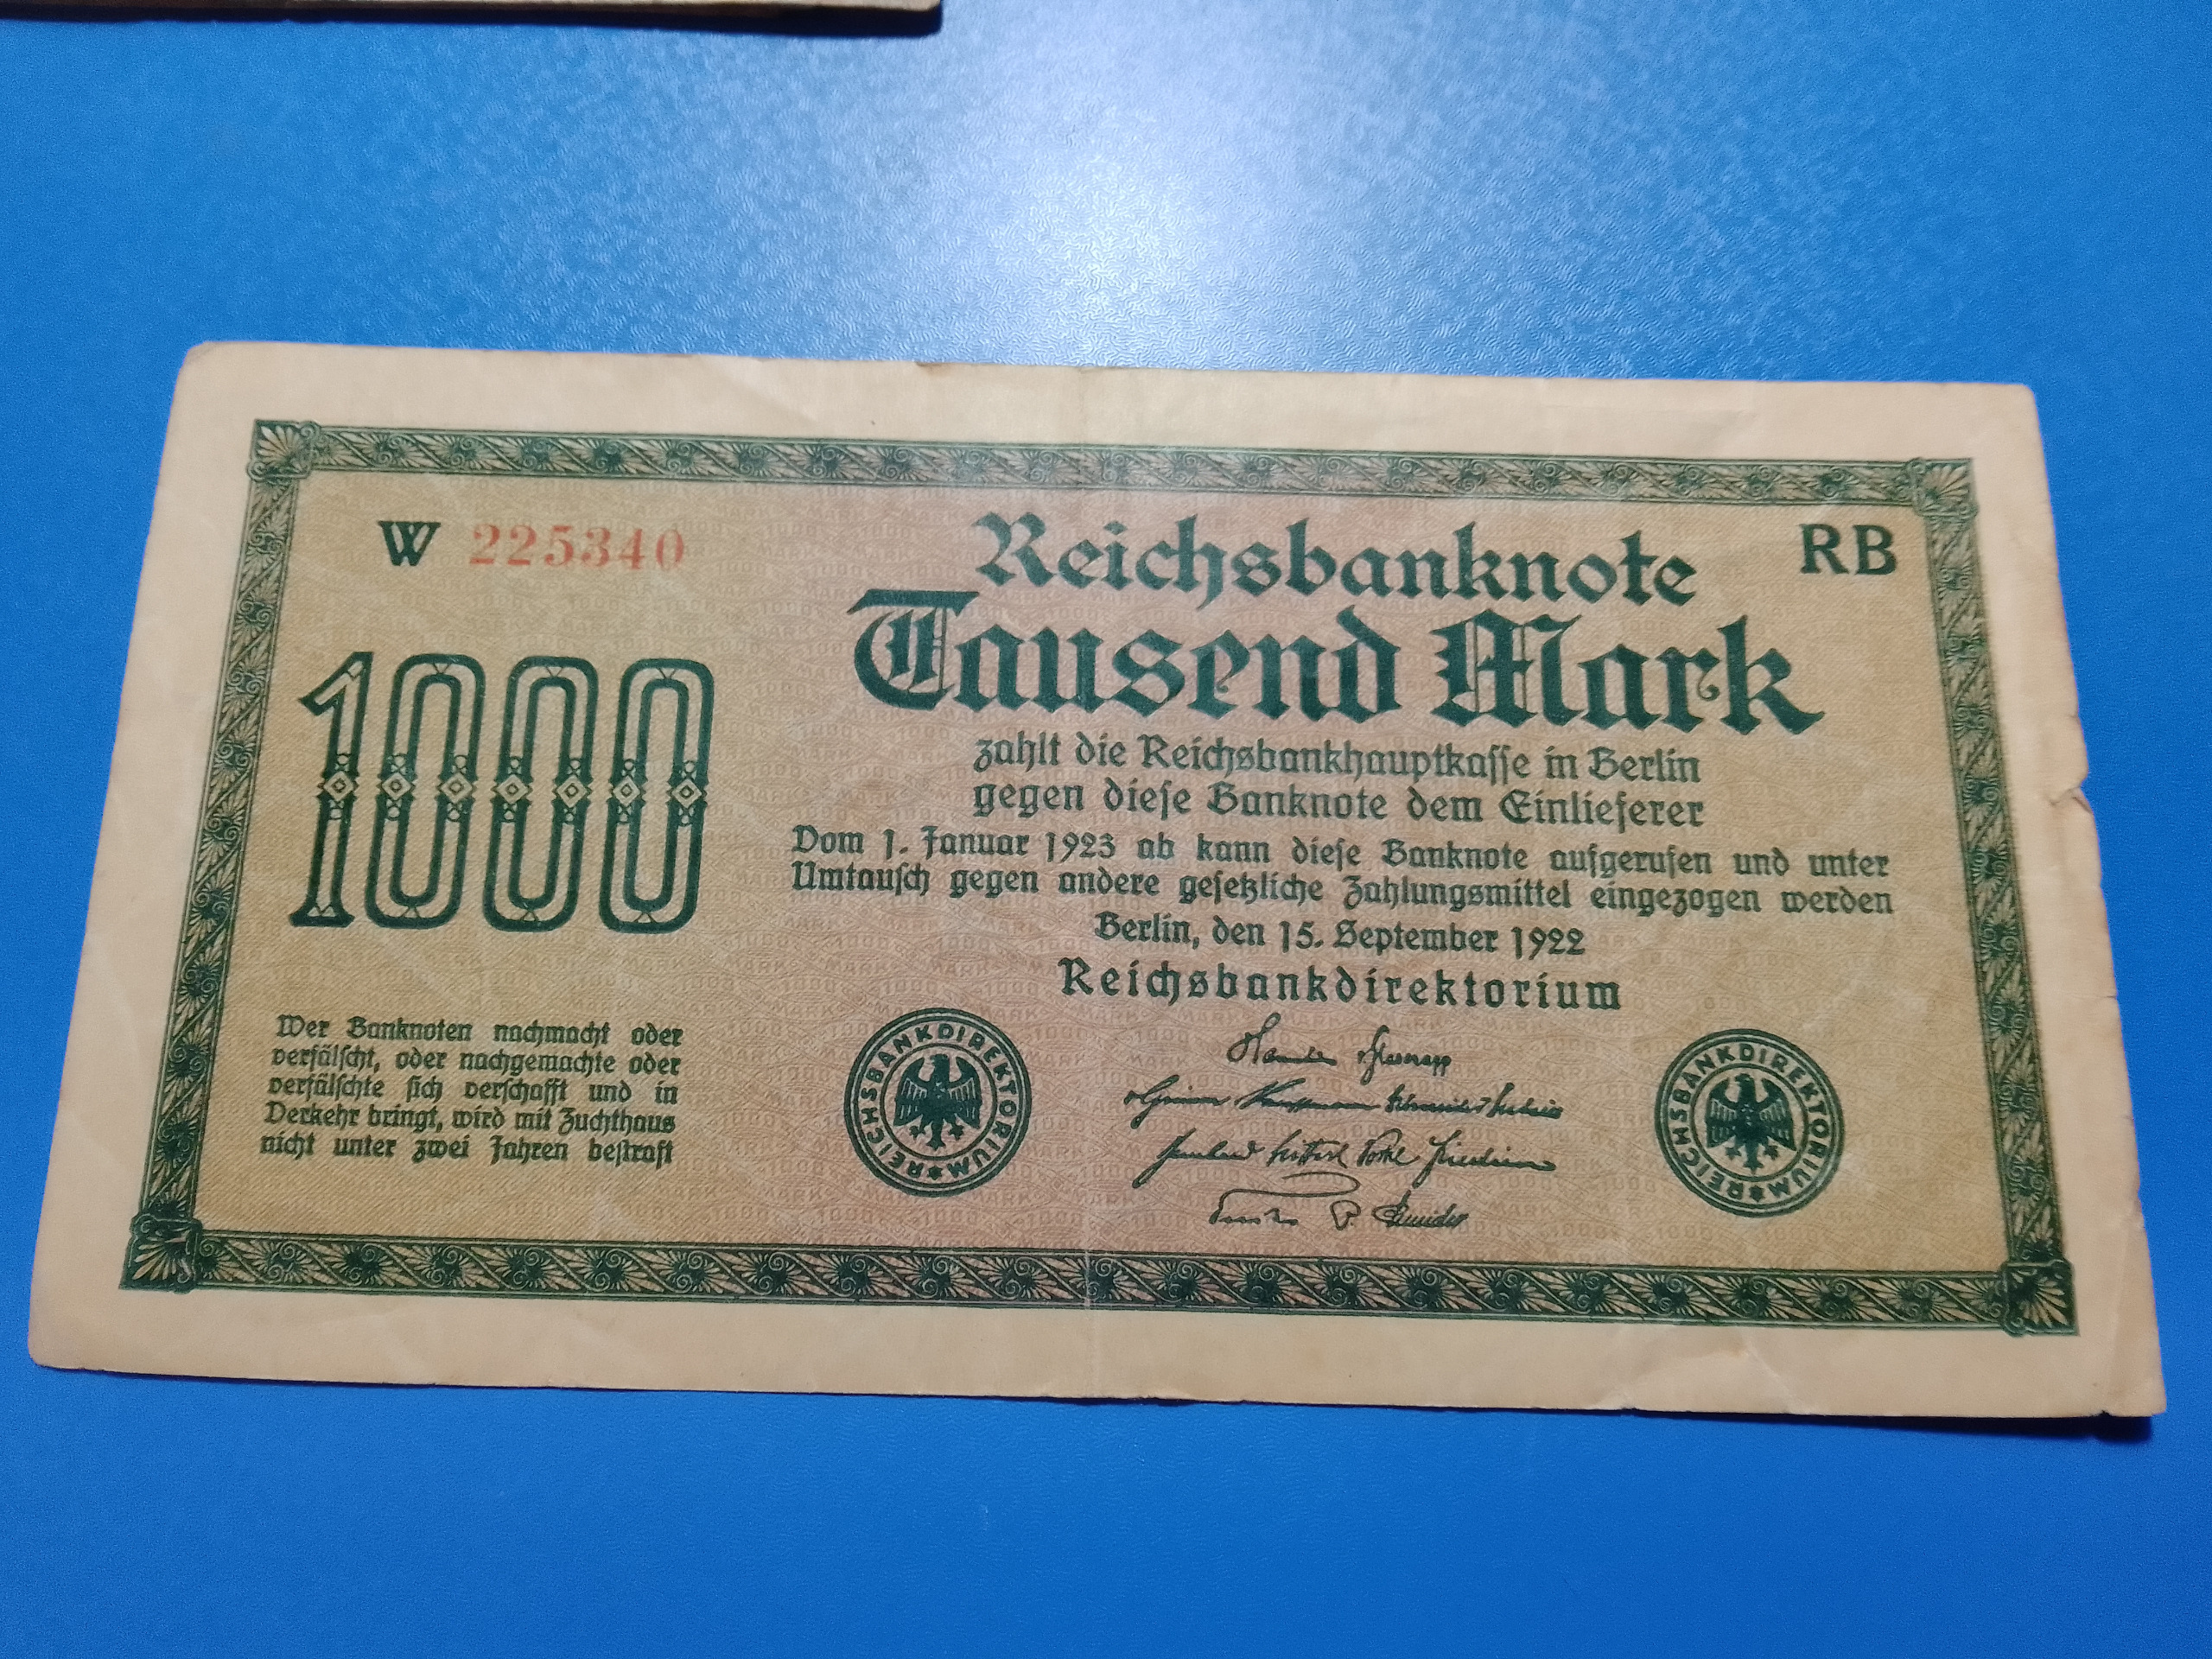 W 225340
RB
Reichsbanknote
Tausend Mark
zahlt die Reichsbankhauptkasse in Berlin
gegen diese Banknote dem Einlieferer
Vom 1. Januar 1923 ab kann diese Banknote aufgerufen und unter
Umtausch gegen andere gesetzliche Zahlungsmittel eingezogen werden
Berlin, den 15. September 1922
Reichsbankdirektorium
1000
Wer Banknoten nachmacht oder
verfälscht, oder nachgemachte oder
verfälschte sich verschafft und in
Verkehr bringt, wird mit Zuchthaus
nicht unter zwei Jahren bestraft
REICHSBANKDIREKTORIUM
REICHSBANKDIREKTORIUM